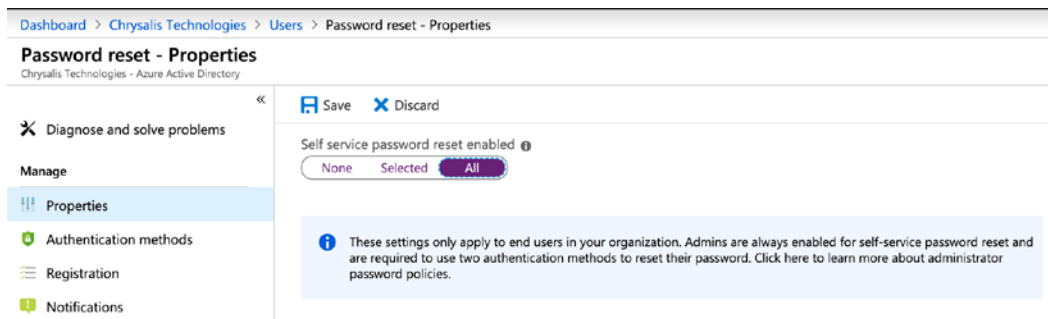 Dashboard > Chrysalis Technologies > Users > Password reset - Properties
Password reset - Properties
Chrysalis Technologies - Azure Active Directory
«
Diagnose and solve problems
Manage
Properties
Authentication methods
Registration
Notifications
Save Discard
Self service password reset enabled
None Selected All
These settings only apply to end users in your organization. Admins are always enabled for self-service password reset and
are required to use two authentication methods to reset their password. Click here to learn more about administrator
password policies.